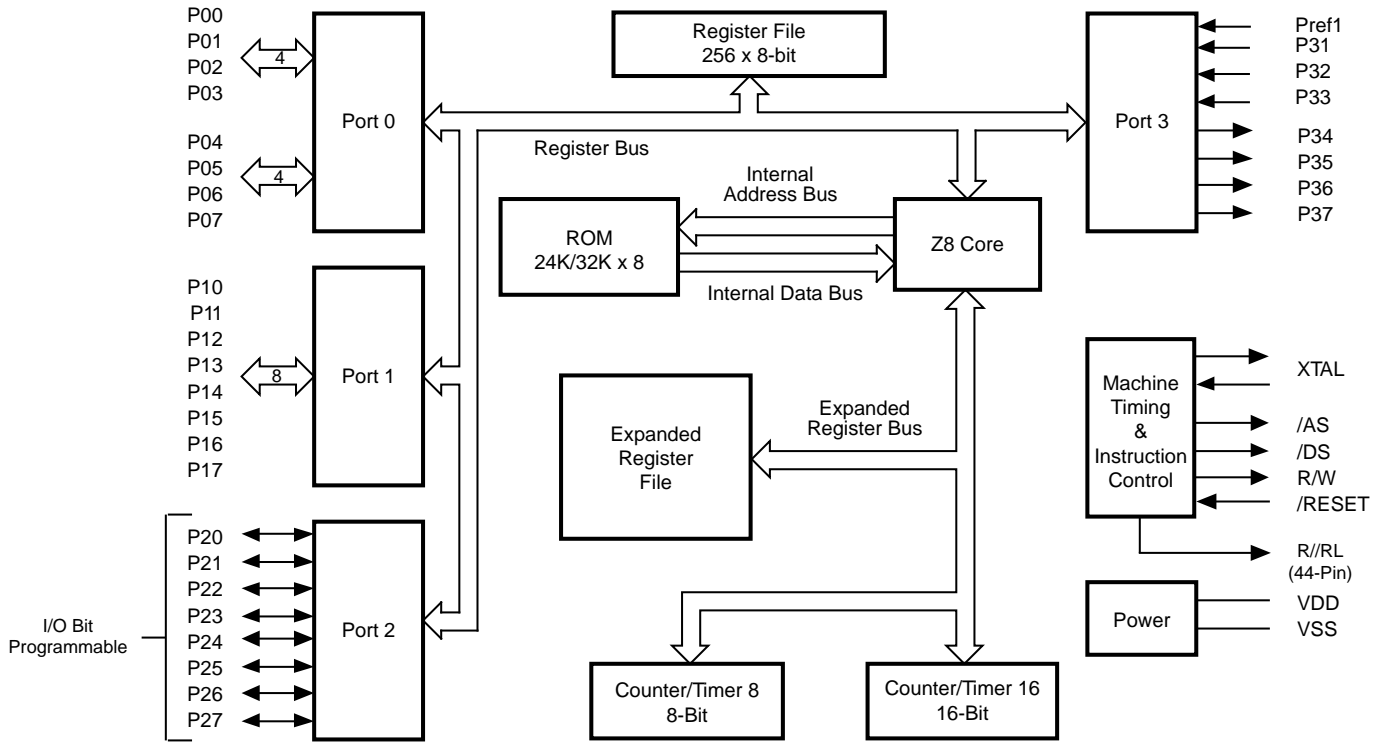 P00
P01
P02
P03
4
P04
P05
P06
P07
4
Port 0
Register File
256 x 8-bit
Register Bus
Port 3
Pref1
P31
P32
P33
P34
P35
P36
P37
Internal
Address Bus
ROM
24K/32K x 8
Z8 Core
Internal Data Bus
P10
P11
P12
P13
P14
P15
P16
P17
8
Port 1
Expanded
Register
File
Expanded
Register Bus
Machine
Timing
&
Instruction
Control
XTAL
/AS
/DS
R/W
/RESET
R//RL
(44-Pin)
I/O Bit
Programmable
P20
P21
P22
P23
P24
P25
P26
P27
Port 2
Power
VDD
VSS
Counter/Timer 8
8-Bit
Counter/Timer 16
16-Bit